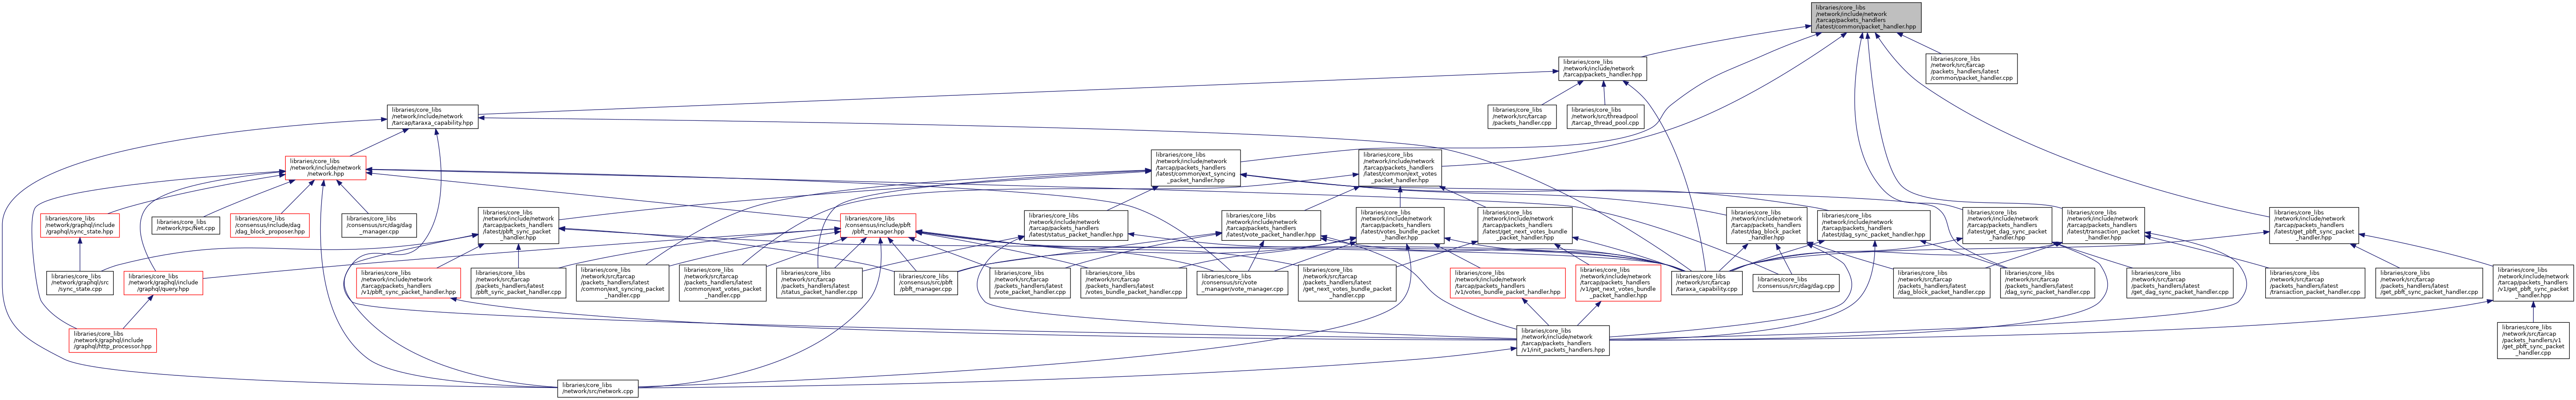 libraries/core_libs
/network/include/network
/tarcap/packets_handlers
/latest/common/packet_handler.hpp
libraries/core_libs
/network/include/network
/tarcap/packets_handler.hpp
libraries/core_libs
/network/src/tarcap
/packets_handlers/latest
/common/packet_handler.cpp
libraries/core_libs
/network/include/network
/tarcap/taraxa_capability.hpp
libraries/core_libs
/network/src/tarcap
/packets_handler.cpp
libraries/core_libs
/network/src/threadpool
/tarcap_thread_pool.cpp
libraries/core_libs
/network/include/network
/network.hpp
libraries/core_libs
/network/include/network
/tarcap/packets_handlers
/latest/common/ext_syncing
_packet_handler.hpp
libraries/core_libs
/network/include/network
/tarcap/packets_handlers
/latest/common/ext_votes
_packet_handler.hpp
libraries/core_libs
/network/graphql/include
/graphql/sync_state.hpp
libraries/core_libs
/network/rpc/Net.cpp
libraries/core_libs
/consensus/include/dag
/dag_block_proposer.hpp
libraries/core_libs
/consensus/src/dag/dag
_manager.cpp
libraries/core_libs
/network/include/network
/tarcap/packets_handlers
/latest/pbft_sync_packet
_handler.hpp
libraries/core_libs
/consensus/include/pbft
/pbft_manager.hpp
libraries/core_libs
/network/include/network
/tarcap/packets_handlers
/latest/status_packet_handler.hpp
libraries/core_libs
/network/include/network
/tarcap/packets_handlers
/latest/vote_packet_handler.hpp
libraries/core_libs
/network/include/network
/tarcap/packets_handlers
/latest/votes_bundle_packet
_handler.hpp
libraries/core_libs
/network/include/network
/tarcap/packets_handlers
/latest/get_next_votes_bundle
_packet_handler.hpp
libraries/core_libs
/network/include/network
/tarcap/packets_handlers
/latest/dag_block_packet
_handler.hpp
libraries/core_libs
/network/include/network
/tarcap/packets_handlers
/latest/dag_sync_packet_handler.hpp
libraries/core_libs
/network/include/network
/tarcap/packets_handlers
/latest/get_dag_sync_packet
_handler.hpp
libraries/core_libs
/network/include/network
/tarcap/packets_handlers
/latest/transaction_packet
_handler.hpp
libraries/core_libs
/network/include/network
/tarcap/packets_handlers
/latest/get_pbft_sync_packet
_handler.hpp
libraries/core_libs
/network/graphql/src
/sync_state.cpp
libraries/core_libs
/network/graphql/include
/graphql/query.hpp
libraries/core_libs
/network/include/network
/tarcap/packets_handlers
/v1/pbft_sync_packet_handler.hpp
libraries/core_libs
/network/src/tarcap
/packets_handlers/latest
/pbft_sync_packet_handler.cpp
libraries/core_libs
/network/src/tarcap
/packets_handlers/latest
/common/ext_syncing_packet
_handler.cpp
libraries/core_libs
/network/src/tarcap
/packets_handlers/latest
/common/ext_votes_packet
_handler.cpp
libraries/core_libs
/network/src/tarcap
/packets_handlers/latest
/status_packet_handler.cpp
libraries/core_libs
/consensus/src/pbft
/pbft_manager.cpp
libraries/core_libs
/network/src/tarcap
/packets_handlers/latest
/vote_packet_handler.cpp
libraries/core_libs
/network/src/tarcap
/packets_handlers/latest
/votes_bundle_packet_handler.cpp
libraries/core_libs
/consensus/src/vote
_manager/vote_manager.cpp
libraries/core_libs
/network/src/tarcap
/packets_handlers/latest
/get_next_votes_bundle_packet
_handler.cpp
libraries/core_libs
/network/include/network
/tarcap/packets_handlers
/v1/votes_bundle_packet_handler.hpp
libraries/core_libs
/network/include/network
/tarcap/packets_handlers
/v1/get_next_votes_bundle
_packet_handler.hpp
libraries/core_libs
/network/src/tarcap
/taraxa_capability.cpp
libraries/core_libs
/consensus/src/dag/dag.cpp
libraries/core_libs
/network/src/tarcap
/packets_handlers/latest
/dag_block_packet_handler.cpp
libraries/core_libs
/network/src/tarcap
/packets_handlers/latest
/dag_sync_packet_handler.cpp
libraries/core_libs
/network/src/tarcap
/packets_handlers/latest
/get_dag_sync_packet_handler.cpp
libraries/core_libs
/network/src/tarcap
/packets_handlers/latest
/transaction_packet_handler.cpp
libraries/core_libs
/network/src/tarcap
/packets_handlers/latest
/get_pbft_sync_packet_handler.cpp
libraries/core_libs
/network/include/network
/tarcap/packets_handlers
/v1/get_pbft_sync_packet
_handler.hpp
libraries/core_libs
/network/graphql/include
/graphql/http_processor.hpp
libraries/core_libs
/network/include/network
/tarcap/packets_handlers
/v1/init_packets_handlers.hpp
libraries/core_libs
/network/src/tarcap
/packets_handlers/v1
/get_pbft_sync_packet
_handler.cpp
libraries/core_libs
/network/src/network.cpp